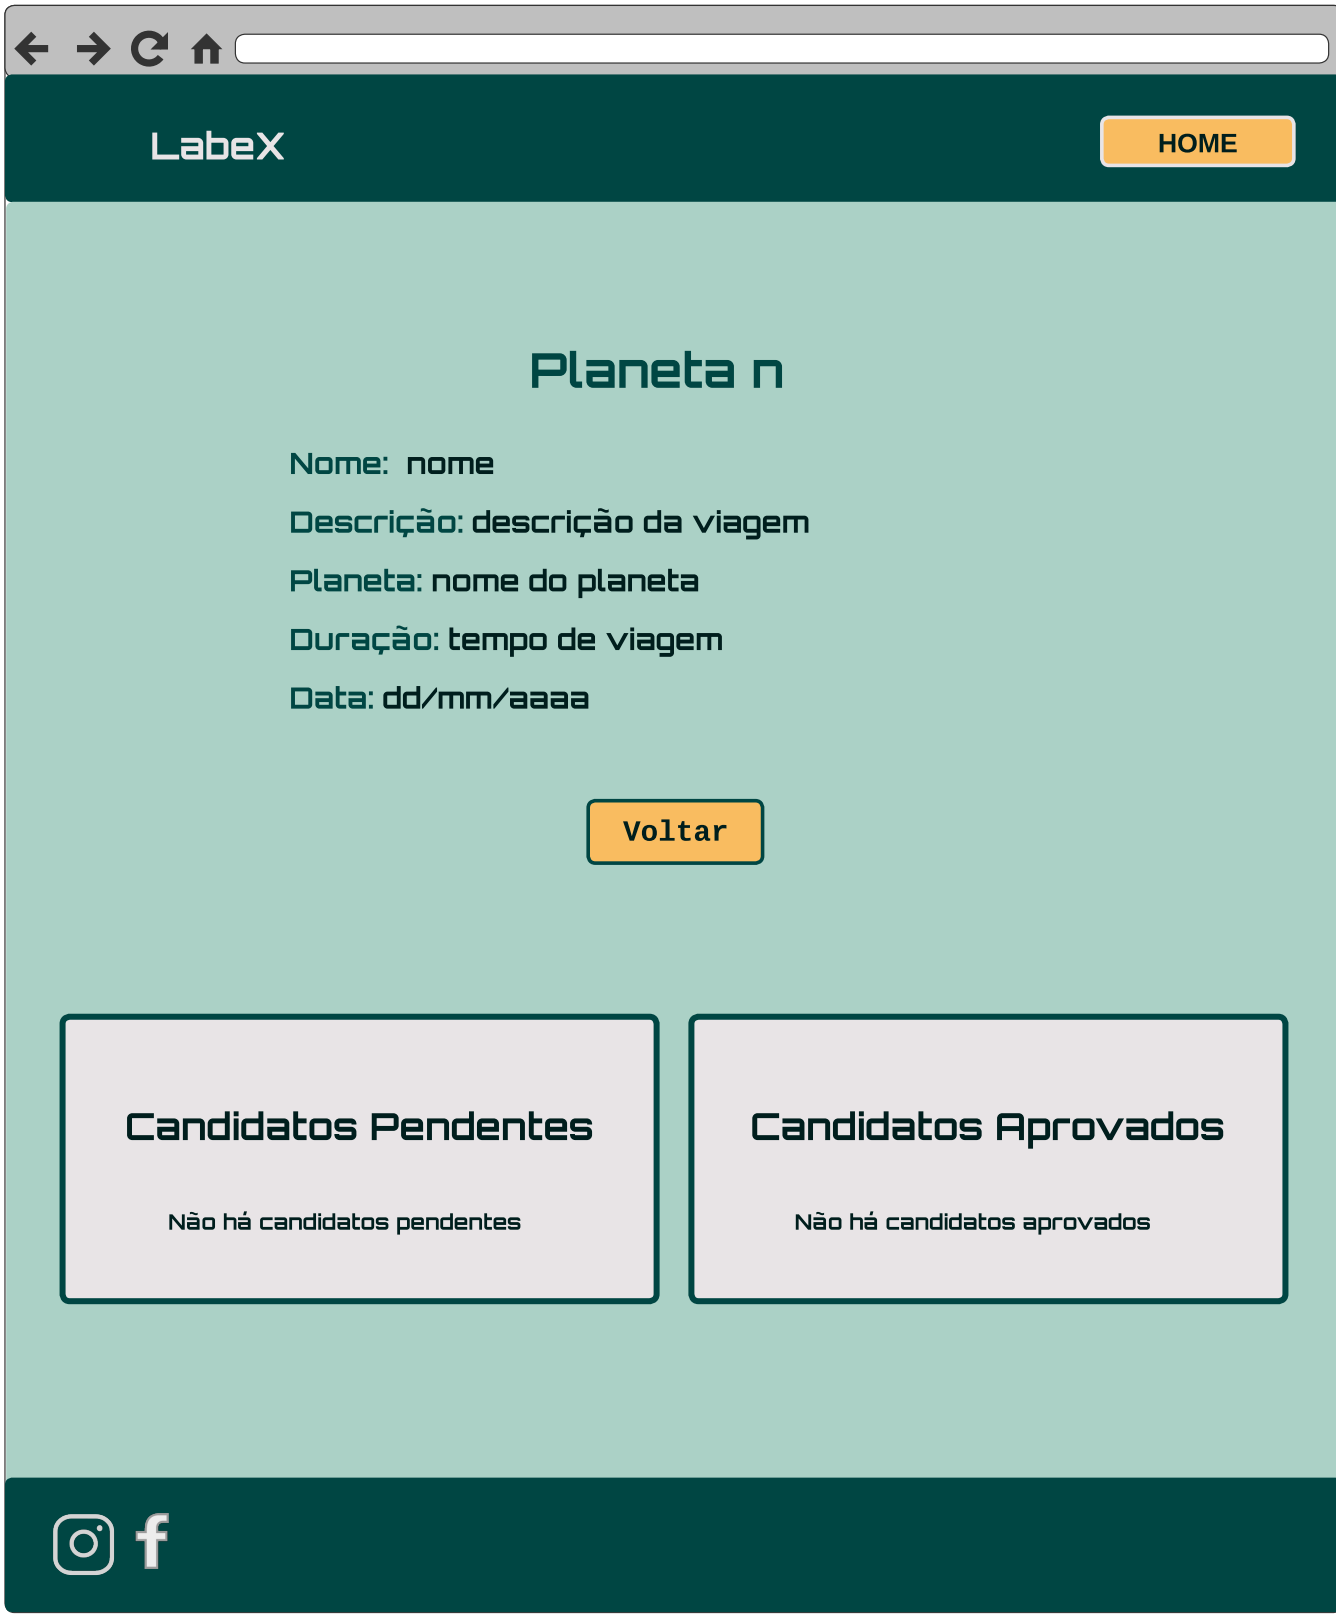 LabeX
HOME
Planeta n
Nome: nome
Descrição: descrição da viagem
Planeta: nome do planeta
Duração: tempo de viagem
Data: dd/mm/aaaa
Voltar
Candidatos Pendentes
Não há candidatos pendentes
Candidatos Aprovados
Não há candidatos aprovados